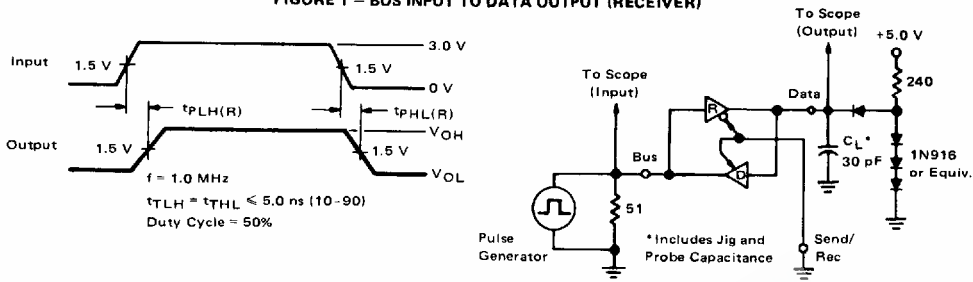 FIGURE 1 – BUS INPUT TO DATA OUTPUT (RECEIVER)
Input
1.5 V
3.0 V
1.5 V
0 V
tPLH(R)
tPHL(R)
Output
1.5 V
VOH
1.5 V
VOL
f = 1.0 MHz
tTLH = tTHL ≤ 5.0 ns (10-90)
Duty Cycle = 50%
To Scope
(Output)
+5.0 V
To Scope
(Input)
240
Data
R
Bus
D
CL*
30 pF
1N916
or Equiv.
51
Pulse
Generator
*Includes Jig and
Probe Capacitance
Send/
Rec